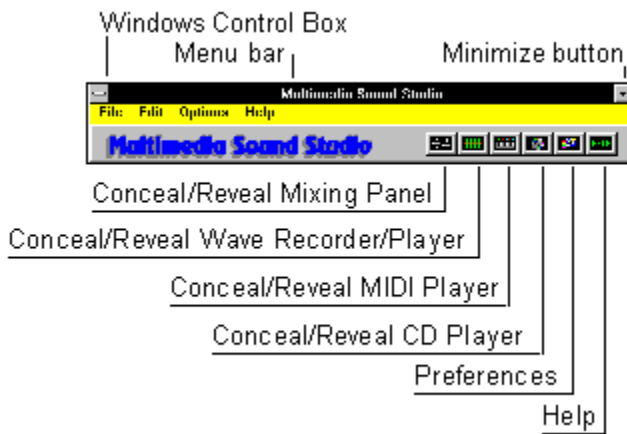 Windows Control Box
Menu bar
Minimize button
Multimedia Sound Studio
File Edit Options Help
Multimedia Sound Studio
Conceal/Reveal Mixing Panel
Conceal/Reveal Wave Recorder/Player
Conceal/Reveal MIDI Player
Conceal/Reveal CD Player
Preferences
Help